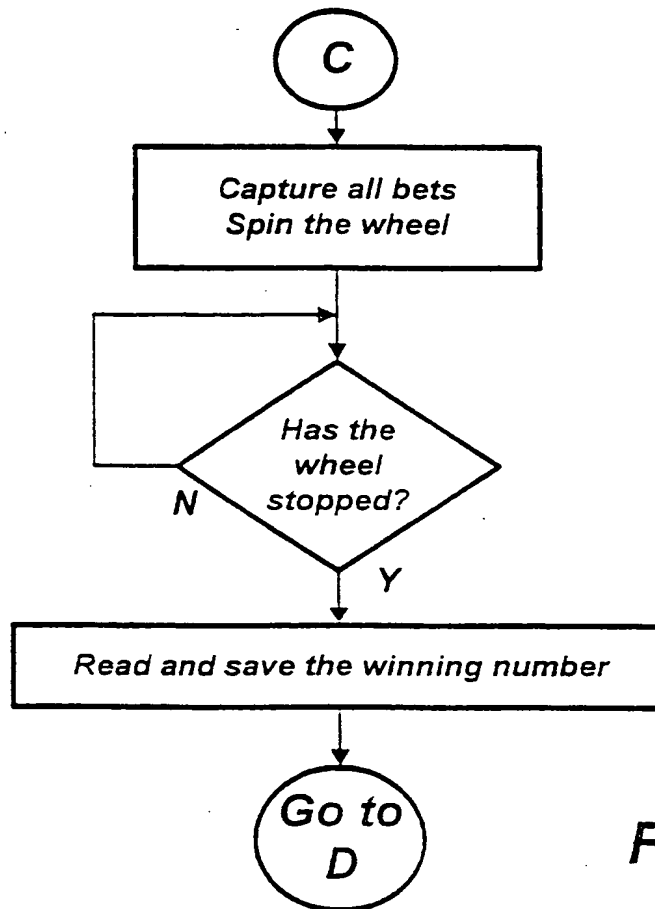 C
Capture all bets
Spin the wheel
Has the
wheel
stopped?
N
Y
Read and save the winning number
Go to
D
F